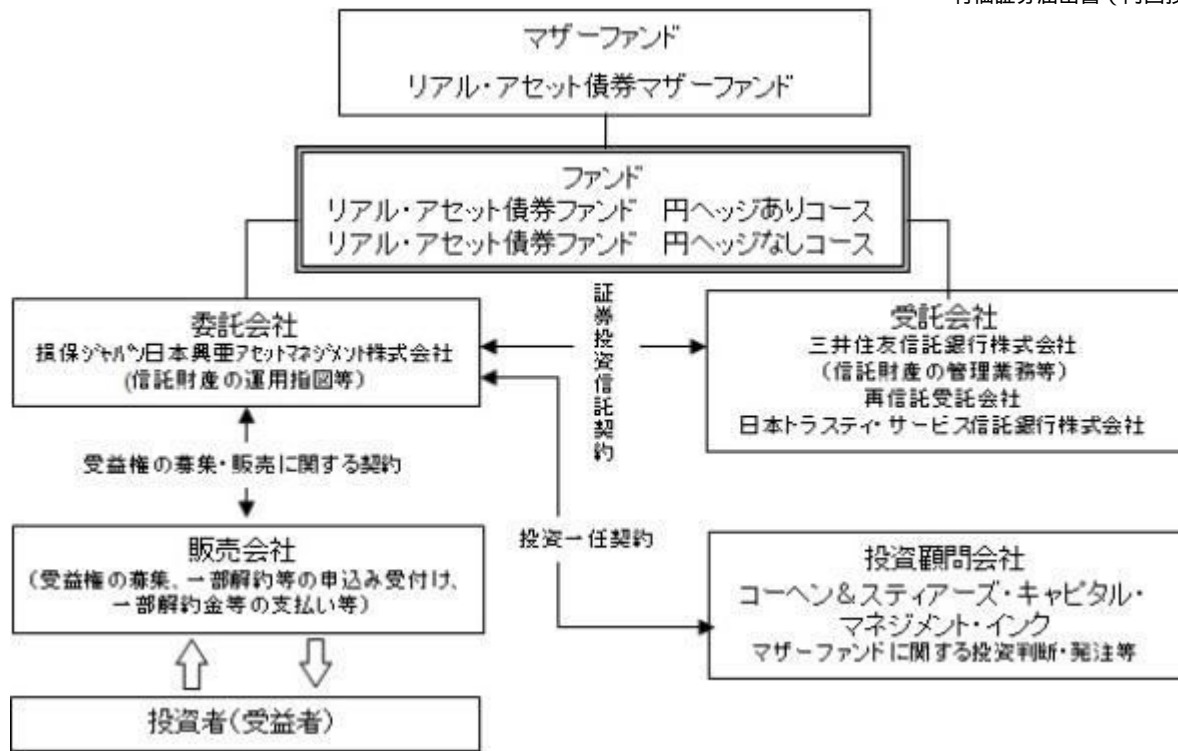 マザーファンド
リアル・アセット債券マザーファンド
ファンド
リアル・アセット債券ファンド 円ヘッジありコース
リアル・アセット債券ファンド 円ヘッジなしコース
委託会社
損保ジャパン日本興亜アセットマネジメント株式会社
(信託財産の運用指図等)
証券投資信託契約
受託会社
三井住友信託銀行株式会社
(信託財産の管理業務等)
再信託受託会社
日本トラスティ・サービス信託銀行株式会社
受益権の募集・販売に関する契約
販売会社
(受益権の募集、一部解約等の申込み受付け、
一部解約金等の支払い等)
投資一任契約
投資顧問会社
コーヘン&スティアーズ・キャピタル・
マネジメント・インク
マザーファンドに関する投資判断・発注等
投資者(受益者)